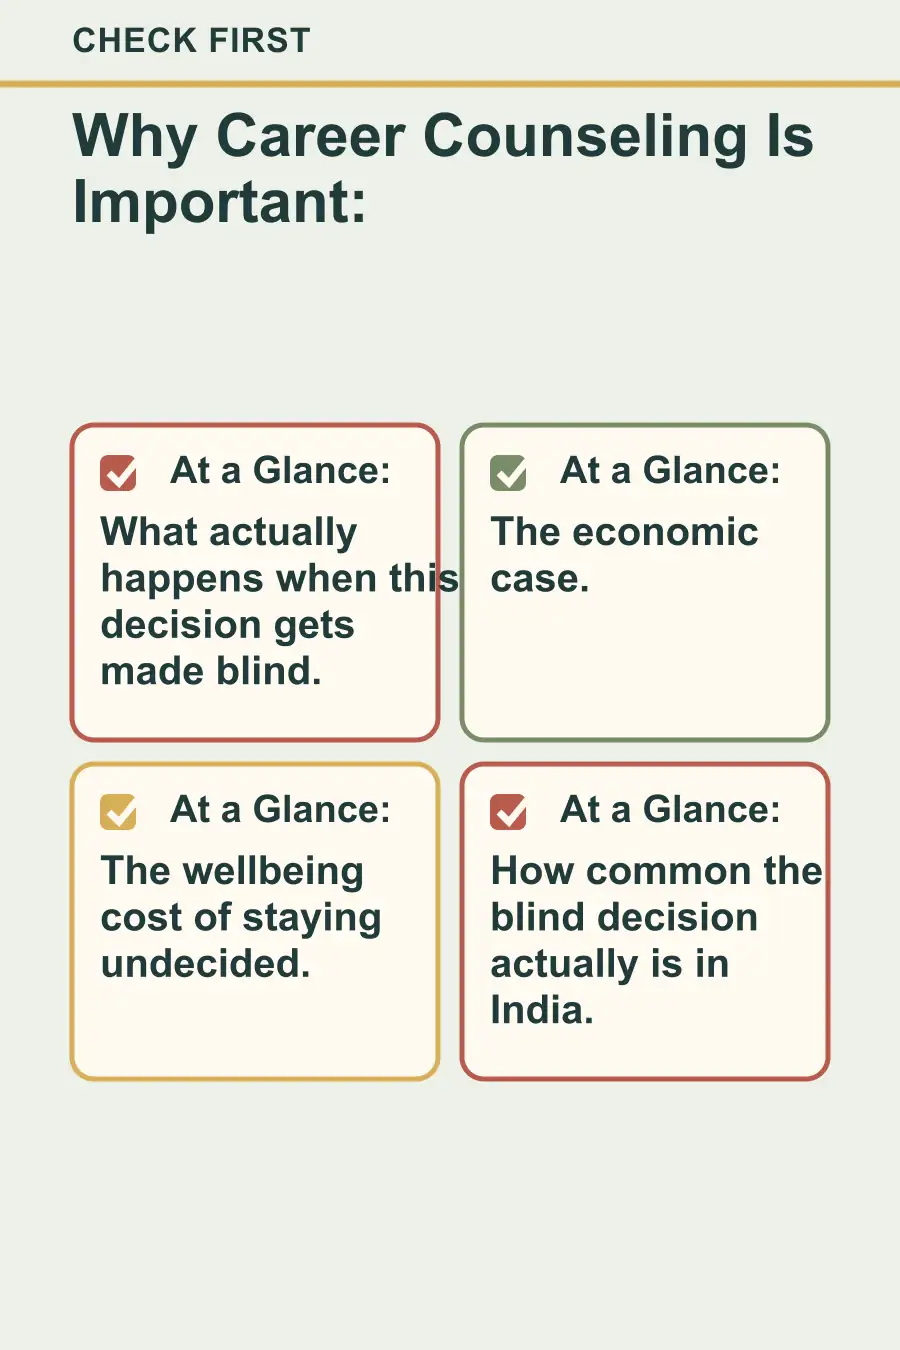 CHECK FIRST
Why Career Counseling Is
Important:
At a Glance:
What actually
happens when this
decision gets
made blind.
At a Glance:
The economic
case.
At a Glance:
The wellbeing
cost of staying
undecided.
At a Glance:
How common the
blind decision
actually is in
India.